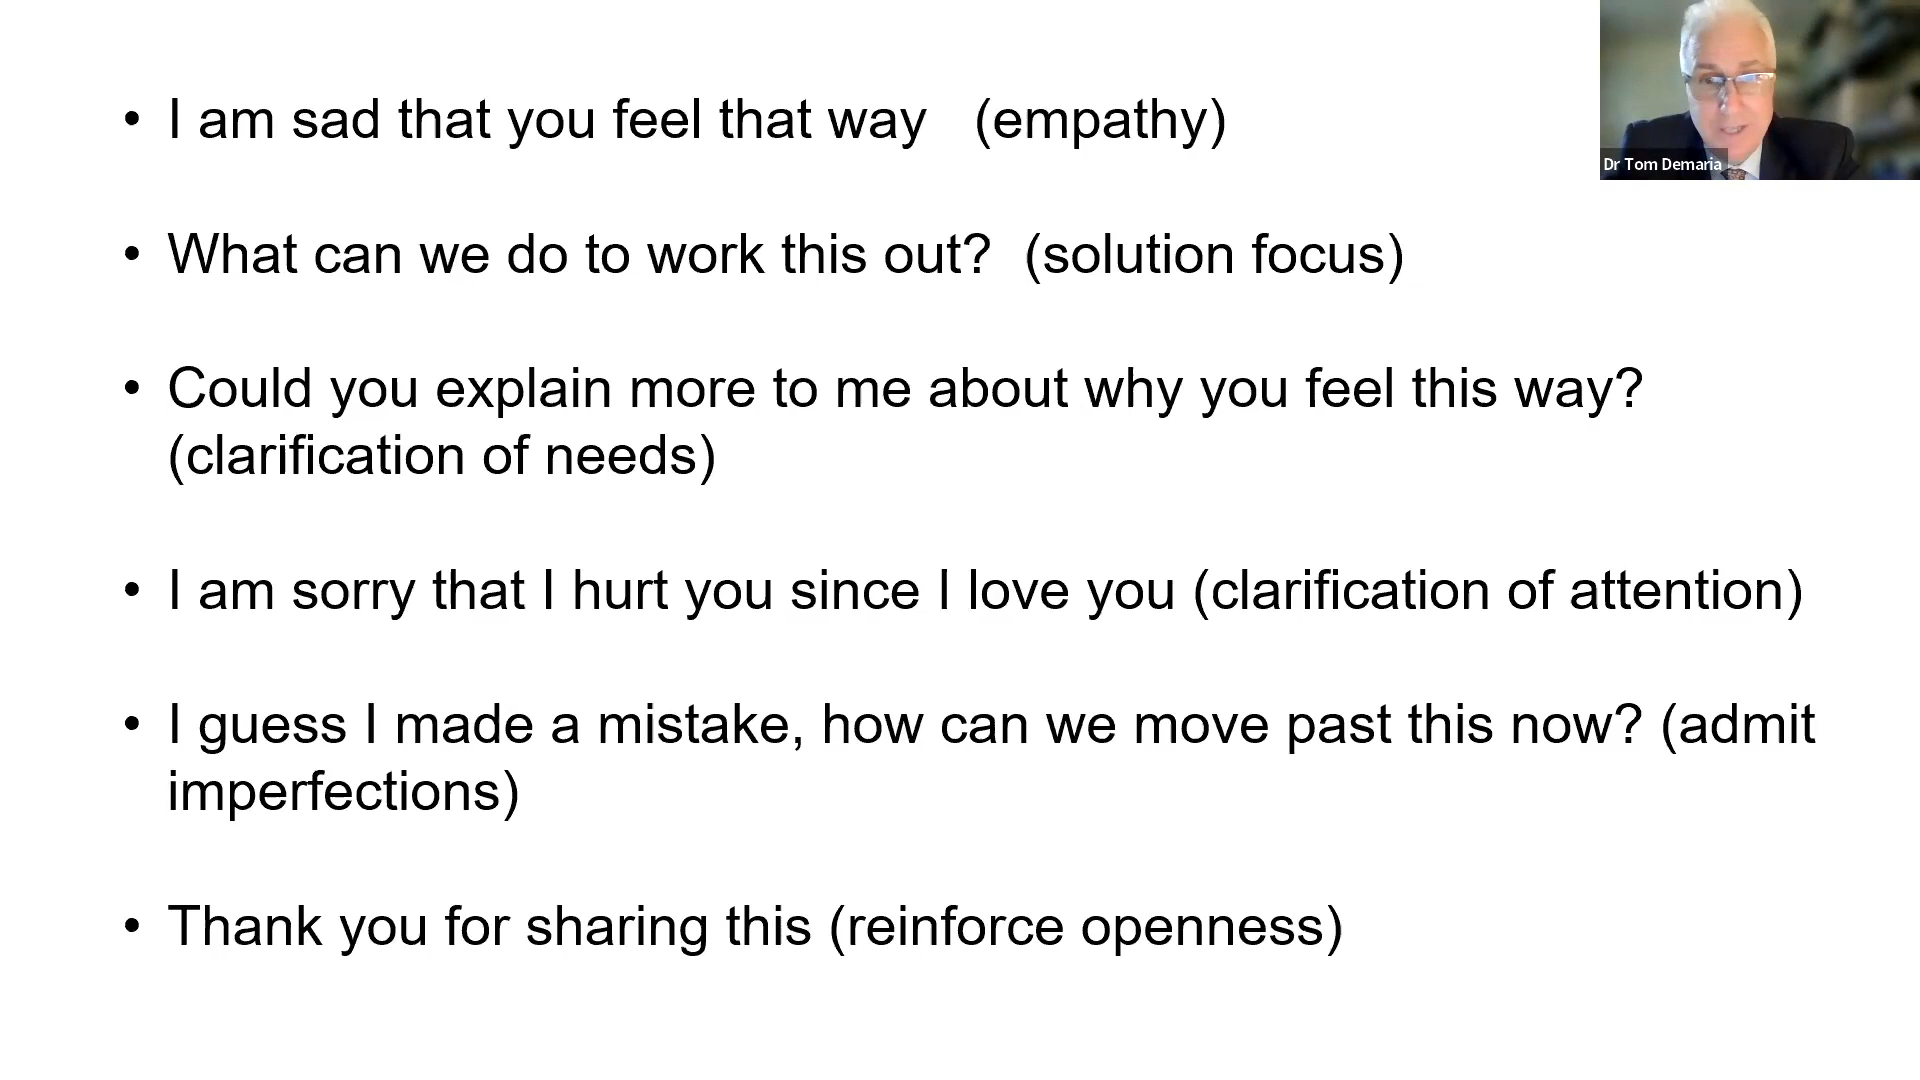 • I am sad that you feel that way (empathy)
Dr Tom Demaria
• What can we do to work this out? (solution focus)
• Could you explain more to me about why you feel this way?
(clarification of needs)
• I am sorry that I hurt you since I love you (clarification of attention)
• I guess I made a mistake, how can we move past this now? (admit
imperfections)
• Thank you for sharing this (reinforce openness)